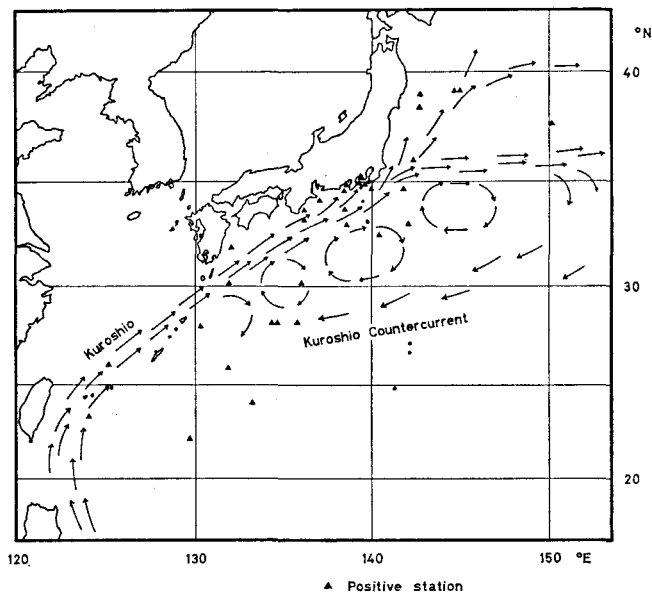 °N
40
Kuroshio
30
Kuroshio Countercurrent
20
120 130 140 150 °E
▲ Positive station